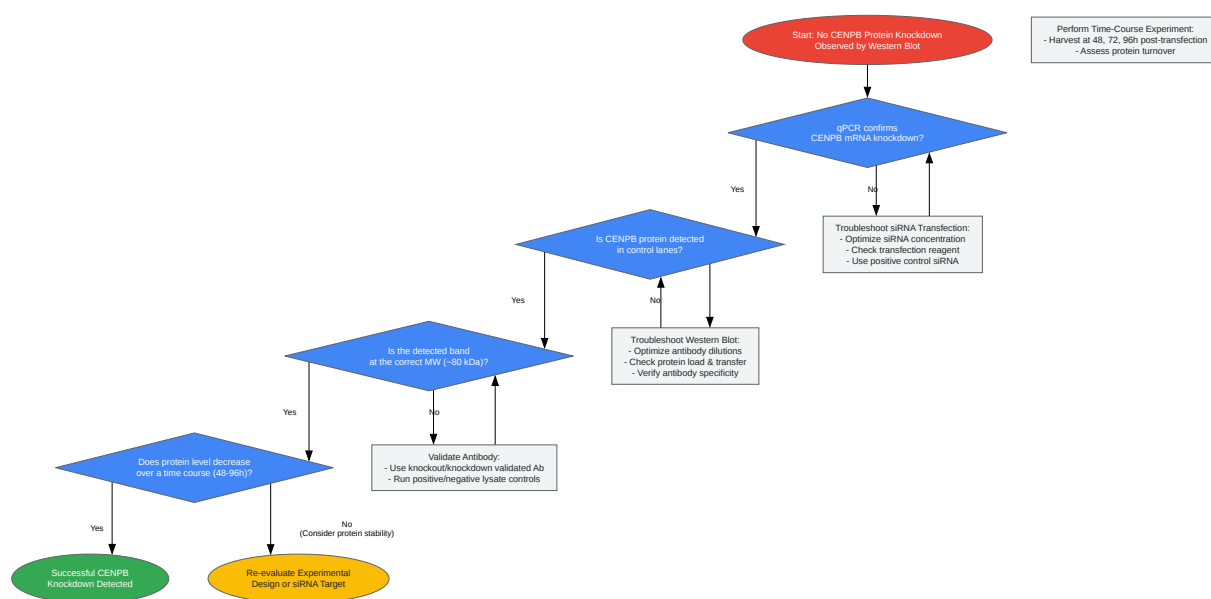 Start: No CENPB Protein Knockdown
Observed by Western Blot
Perform Time-Course Experiment:
- Harvest at 48, 72, 96h post-transfection
- Assess protein turnover
qPCR confirms
CENPB mRNA knockdown?
Yes
No
Troubleshoot siRNA Transfection:
- Optimize siRNA concentration
- Check transfection reagent
- Use positive control siRNA
Is CENPB protein detected
in control lanes?
Yes
No
Troubleshoot Western Blot:
- Optimize antibody dilutions
- Check protein load & transfer
- Verify antibody specificity
Is the detected band
at the correct MW (~80 kDa)?
Yes
No
Validate Antibody:
- Use knockout/knockdown validated Ab
- Run positive/negative lysate controls
Does protein level decrease
over a time course (48-96h)?
Yes
No
(Consider protein stability)
Successful CENPB
Knockdown Detected
Re-evaluate Experimental
Design or siRNA Target